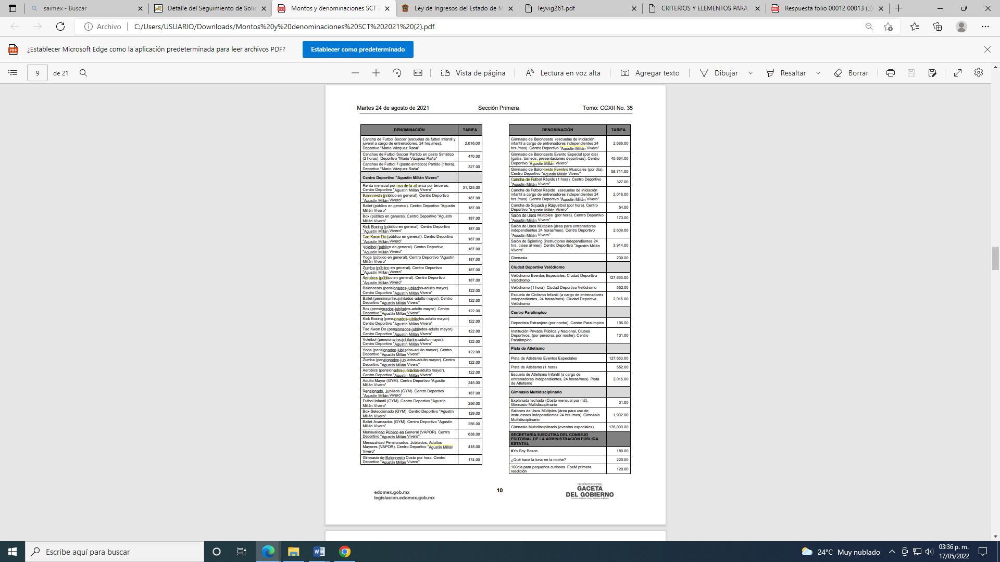 saimex - Buscar
Detalle del Seguimiento de Solic
Montos y denominaciones SCT 2
Ley de Ingresos del Estado de M
leyvig261.pdf
CRITERIOS Y ELEMENTOS PARA
Respuesta folio 00012 00013 (3)
Archivo
C:/Users/USUARIO/Downloads/Montos%20y%20denominaciones%20SCT%202021%20(2).pdf
¿Establecer Microsoft Edge como la aplicación predeterminada para leer archivos PDF?
Establecer como predeterminado
9 de 21
Vista de página
Lectura en voz alta
Agregar texto
Dibujar
Resaltar
Borrar
Martes 24 de agosto de 2021 Sección Primera Tomo: CCXII No. 35
DENOMINACIÓN TARIFA
Cancha de Futbol Soccer (escuelas de fútbol infantil y
juvenil a cargo de entrenadores, 24 hrs./mes). 2,016.00
Deportivo "Mario Vázquez Raña"
Canchas de Futbol Soccer Partido en pasto Sintético
(2 horas). Deportivo "Mario Vázquez Raña" 470.00
Canchas de Futbol 7 (pasto sintético) Partido (1hora).
Deportivo "Mario Vázquez Raña" 327.00
Centro Deportivo "Agustín Millán Vivero"
Renta mensual por uso de la alberca por terceros.
Centro Deportivo "Agustín Millán Vivero" 31,125.00
Baloncesto (público en general). Centro Deportivo
"Agustín Millán Vivero" 187.00
Ballet (público en general). Centro Deportivo "Agustín
Millán Vivero" 187.00
Box (público en general). Centro Deportivo "Agustín
Millán Vivero" 187.00
Kick Boxing (público en general). Centro Deportivo
"Agustín Millán Vivero" 187.00
Tae Kwon Do (público en general). Centro Deportivo
"Agustín Millán Vivero" 187.00
Voleibol (público en general). Centro Deportivo
"Agustín Millán Vivero" 187.00
Yoga (público en general). Centro Deportivo "Agustín
Millán Vivero" 187.00
Zumba (público en general). Centro Deportivo
"Agustín Millán Vivero" 187.00
Aerobics (público en general). Centro Deportivo
"Agustín Millán Vivero" 187.00
Baloncesto (pensionados-jubilados-adulto mayor).
Centro Deportivo "Agustín Millán Vivero" 122.00
Ballet (pensionados-jubilados-adulto mayor). Centro
Deportivo "Agustín Millán Vivero" 122.00
Box (pensionados-jubilados-adulto mayor). Centro
Deportivo "Agustín Millán Vivero" 122.00
Kick Boxing (pensionados-jubilados-adulto mayor).
Centro Deportivo "Agustín Millán Vivero" 122.00
Tae Kwon Do (pensionados-jubilados-adulto mayor).
Centro Deportivo "Agustín Millán Vivero" 122.00
Voleibol (pensionados-jubilados-adulto mayor).
Centro Deportivo "Agustín Millán Vivero" 122.00
Yoga (pensionados-jubilados-adulto mayor). Centro
Deportivo "Agustín Millán Vivero" 122.00
Zumba (pensionados-jubilados-adulto mayor). Centro
Deportivo "Agustín Millán Vivero" 122.00
Aerobics (pensionados-jubilados-adulto mayor).
Centro Deportivo "Agustín Millán Vivero" 122.00
Adulto Mayor (GYM). Centro Deportivo "Agustín
Millán Vivero" 245.00
Pensionado, Jubilado (GYM). Centro Deportivo
"Agustín Millán Vivero" 187.00
Futbol Infantil (GYM). Centro Deportivo "Agustín
Millán Vivero" 256.00
Box-Seleccionado (GYM). Centro Deportivo "Agustín
Millán Vivero" 129.00
Ballet Avanzados (GYM). Centro Deportivo "Agustín
Millán Vivero" 256.00
Mensualidad Público en General (VAPOR). Centro
Deportivo "Agustín Millán Vivero" 638.00
Mensualidad Pensionados, Jubilados, Adultos
Mayores (VAPOR). Centro Deportivo "Agustín Millán 418.00
Vivero"
Gimnasio de Baloncesto Costo por hora. Centro
Deportivo "Agustín Millán Vivero" 174.00
DENOMINACIÓN TARIFA
Gimnasio de Baloncesto (escuelas de iniciación
infantil a cargo de entrenadores independientes 24 2,686.00
hrs./mes). Centro Deportivo "Agustín Millán Vivero"
Gimnasio de Baloncesto Evento Especial (por día)
(galas, torneos, presentaciones deportivas). Centro 45,664.00
Deportivo "Agustín Millán Vivero"
Gimnasio de Baloncesto Eventos Musicales (por día).
Centro Deportivo "Agustín Millán Vivero" 58,711.00
Cancha de Fútbol Rápido (1 hora). Centro Deportivo
"Agustín Millán Vivero" 327.00
Cancha de Fútbol Rápido (escuelas de iniciación
infantil a cargo de entrenadores independientes 24 2,016.00
hrs./mes). Centro Deportivo "Agustín Millán Vivero"
Cancha de Squash y Ráquetbol (por hora). Centro
Deportivo "Agustín Millán Vivero" 54.00
Salón de Usos Múltiples (por hora). Centro Deportivo
"Agustín Millán Vivero" 173.00
Salón de Usos Múltiples (área para entrenadores
independientes 24 horas/mes). Centro Deportivo 2,609.00
"Agustín Millán Vivero"
Salón de Spinning (instructores independientes 24
hrs. clase al mes). Centro Deportivo "Agustín Millán 3,914.00
Vivero"
Gimnasia 230.00
Ciudad Deportiva Velódromo
Velódromo Eventos Especiales. Ciudad Deportiva
Velódromo 127,663.00
Velódromo (1 hora). Ciudad Deportiva Velódromo 552.00
Escuela de Ciclismo Infantil (a cargo de entrenadores
independientes, 24 horas/mes). Ciudad Deportiva 2,016.00
Velódromo
Centro Paralímpico
Deportista Extranjero (por noche). Centro Paralímpico 196.00
Institución Privada Pública y Nacional, Clubes
Deportivos, (por persona, por noche). Centro 131.00
Paralímpico
Pista de Atletismo
Pista de Atletismo Eventos Especiales 127,663.00
Pista de Atletismo (1 hora) 552.00
Escuela de Atletismo Infantil (a cargo de
entrenadores independientes, 24 horas/mes). Pista 2,016.00
de Atletismo
Gimnasio Multidisciplinario
Explanada techada (Costo mensual por m2).
Gimnasio Multidisciplinario 31.00
Salones de Usos Múltiples (área para uso de
instructores independientes 24 hrs./mes). Gimnasio 1,902.00
Multidisciplinario
Gimnasio Multidisciplinario (eventos especiales) 176,000.00
SECRETARÍA EJECUTIVA DEL CONSEJO
EDITORIAL DE LA ADMINISTRACIÓN PÚBLICA
ESTATAL
#Yo Soy Bosco 180.00
¿Qué hace la luna en la noche? 220.00
100cia para pequeños curiosos FoeM primera
reedición 120.00
edomex.gob.mx
legislacion.edomex.gob.mx
10
PERIÓDICO OFICIAL
GACETA
DEL GOBIERNO
Escribe aquí para buscar
24°C Muy nublado
03:36 p. m.
17/05/2022